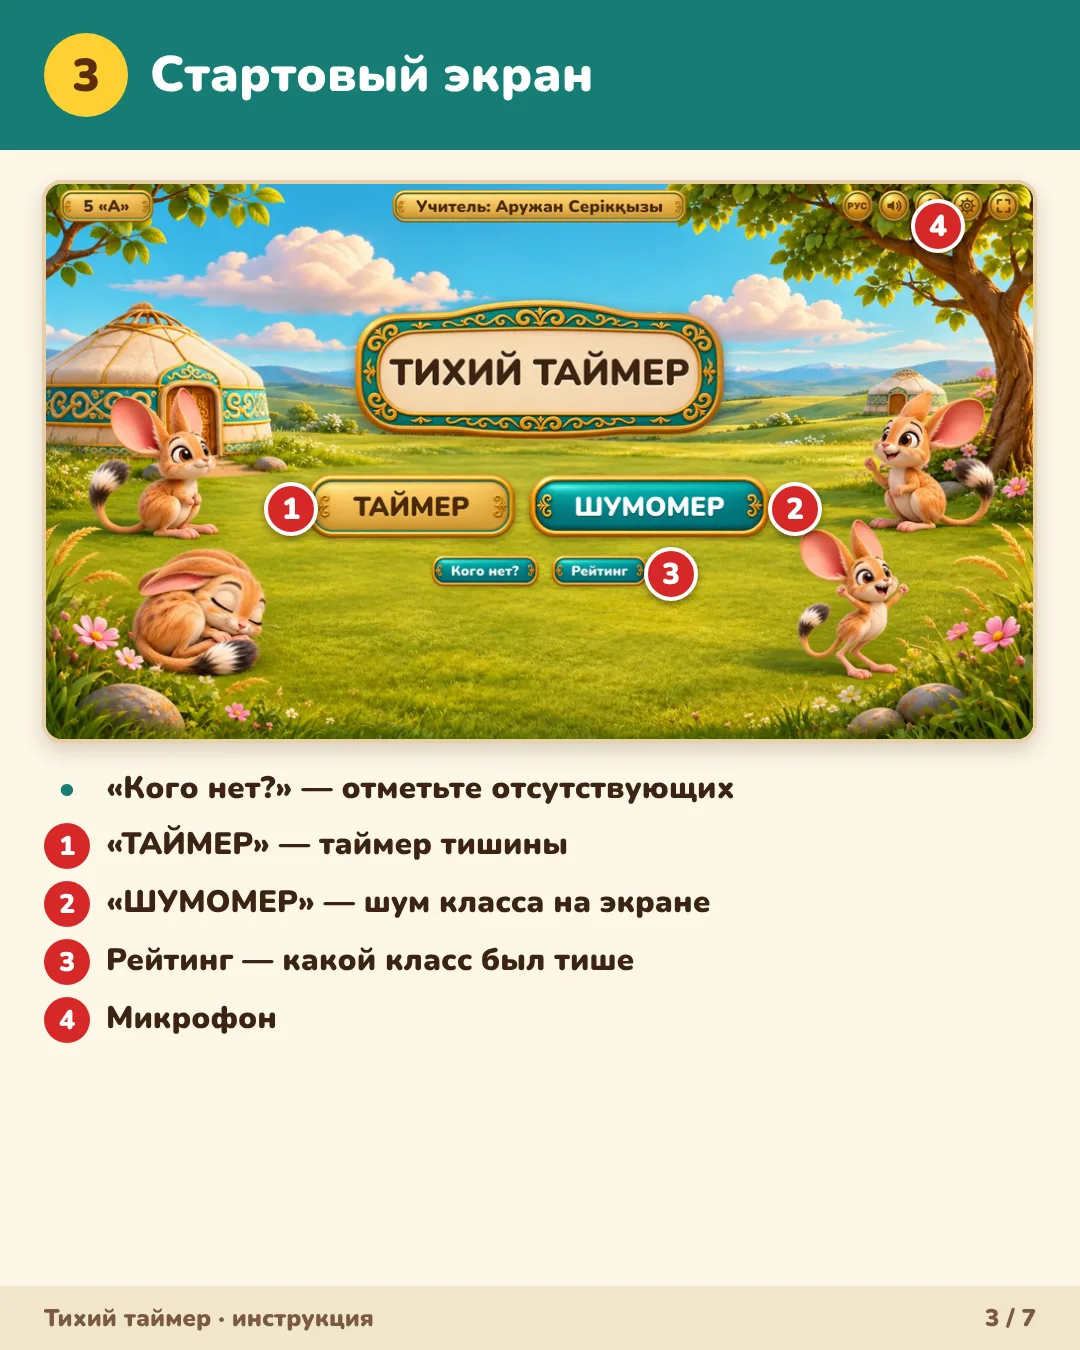 3 Стартовый экран
5 «А»
Учитель: Аружан Серікқызы
РУС
4
ТИХИЙ ТАЙМЕР
1 ТАЙМЕР
ШУМОМЕР 2
Кого нет?
Рейтинг 3
• «Кого нет?» — отметьте отсутствующих
1 «ТАЙМЕР» — таймер тишины
2 «ШУМОМЕР» — шум класса на экране
3 Рейтинг — какой класс был тише
4 Микрофон
Тихий таймер · инструкция
3 / 7